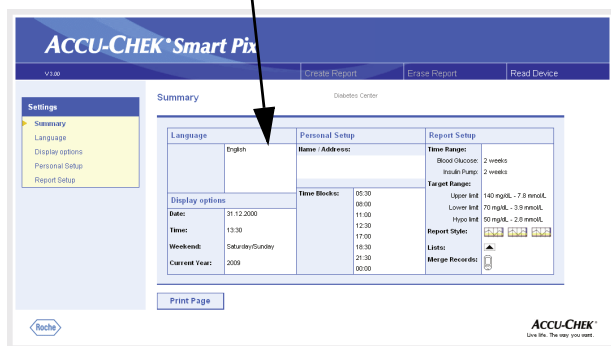 ACCU-CHEK® Smart Pix
V 3.00
Create Report
Erase Report
Read Device
Settings
Summary
Language
Display options
Personal Setup
Report Setup
Summary
Diabetes Center
Language
English
Display options
Date: 31.12.2000
Time: 13:30
Weekend: Saturday/Sunday
Current Year: 2009
Personal Setup
Name / Address:
Time Blocks: 05:30
08:00
11:00
12:30
17:00
18:30
21:30
00:00
Report Setup
Time Range:
Blood Glucose: 2 weeks
Insulin Pump: 2 weeks
Target Range:
Upper limit 140 mg/dL - 7.8 mmol/L
Lower limit 70 mg/dL - 3.9 mmol/L
Hypo limit 50 mg/dL - 2.8 mmol/L
Report Style:
Lists:
Merge Records:
Print Page
Roche
ACCU-CHEK®
Live life. The way you want.